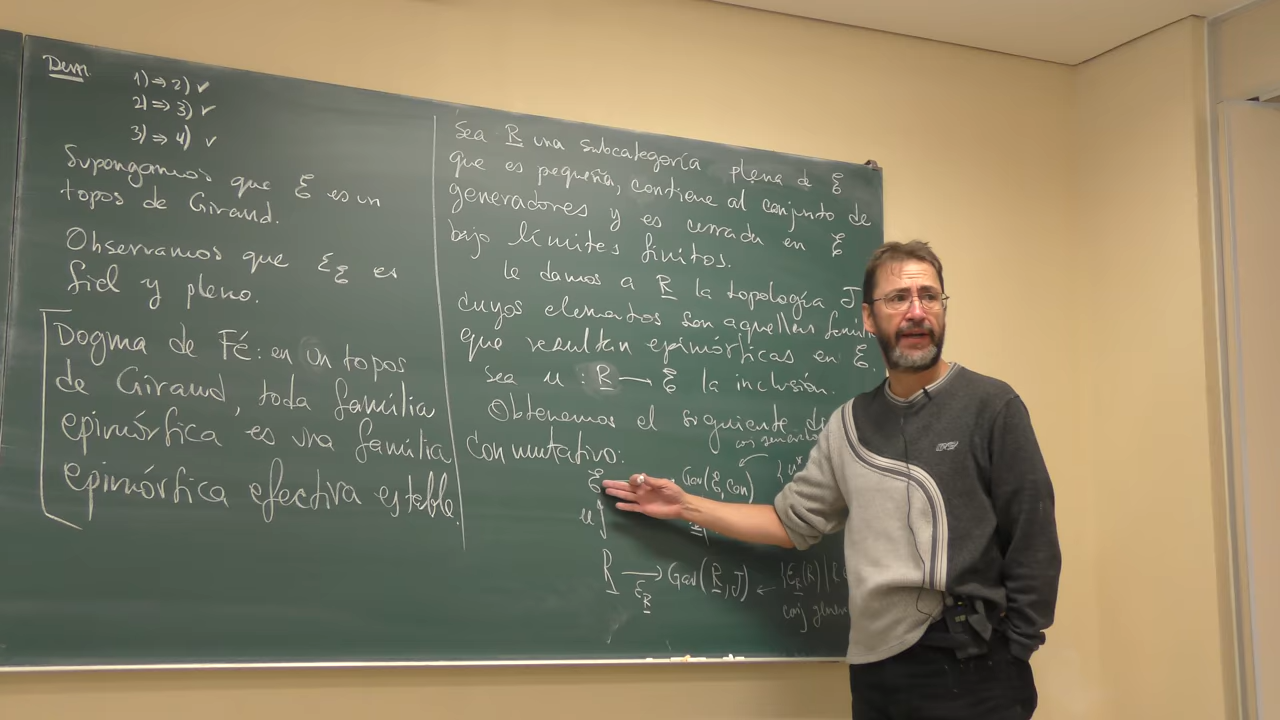 Dem.
1) ⇒ 2) ✓
2) ⇒ 3) ✓
3) ⇒ 4) ✓
Supongamos que ℰ es un
topos de Giraud.
Observamos que ε_ℰ es
fiel y pleno.
Dogma de Fé: en un topos
de Giraud, toda familia
epimórfica es una familia
epimórfica efectiva estable.
Sea R una subcategoría plena de ℰ
que es pequeña, contiene al conjunto de
generadores y es cerrada en ℰ
bajo límites finitos.
Le damos a R la topología J
cuyos elementos son aquellas
que resultan epimórficas en ℰ.
Sea u : R → ℰ la inclusión.
Obtenemos el siguiente
conmutativo:
ℰ → Gav(ℰ, Can)
u
R → Gav(R, J) ← {ε_R(R) | R
ε_R
conj